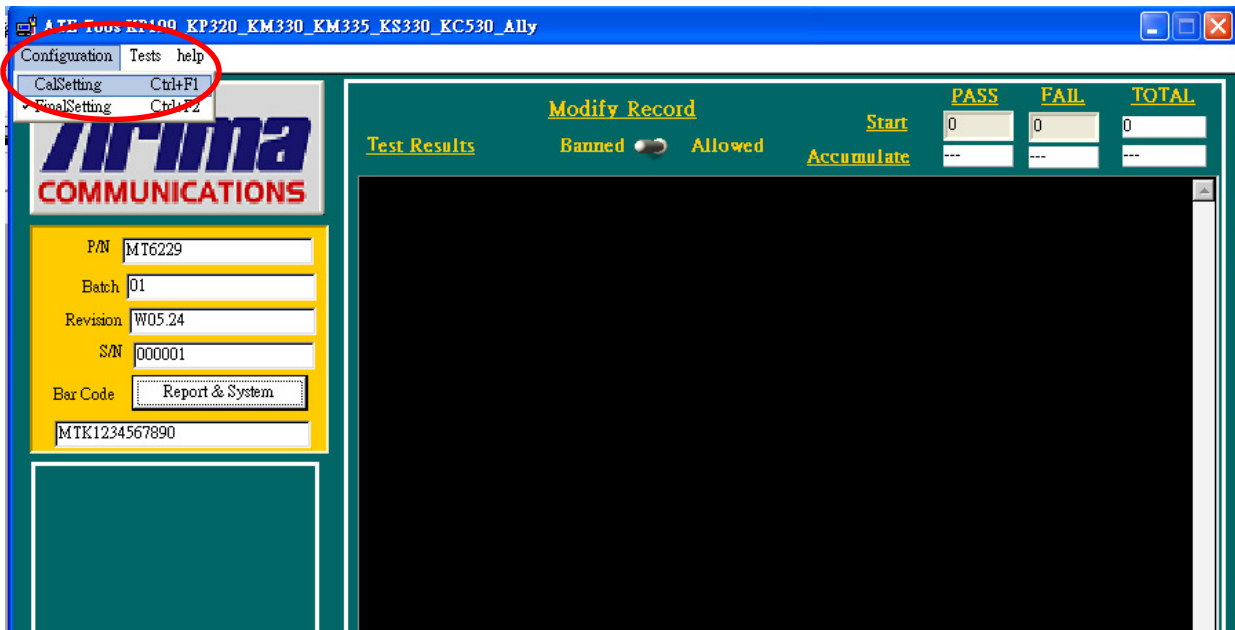 ATE Toos KP199_KP320_KM330_KM335_KS330_KC530_Ally
Configuration Tests help
CalSetting Ctrl+F1
FinalSetting Ctrl+F2
Arima
COMMUNICATIONS
P/N MT6229
Batch 01
Revision W05.24
S/N 000001
Bar Code Report & System
MTK1234567890
Test Results
Modify Record
Banned Allowed
PASS FAIL TOTAL
Start 0 0 0
Accumulate --- --- ---